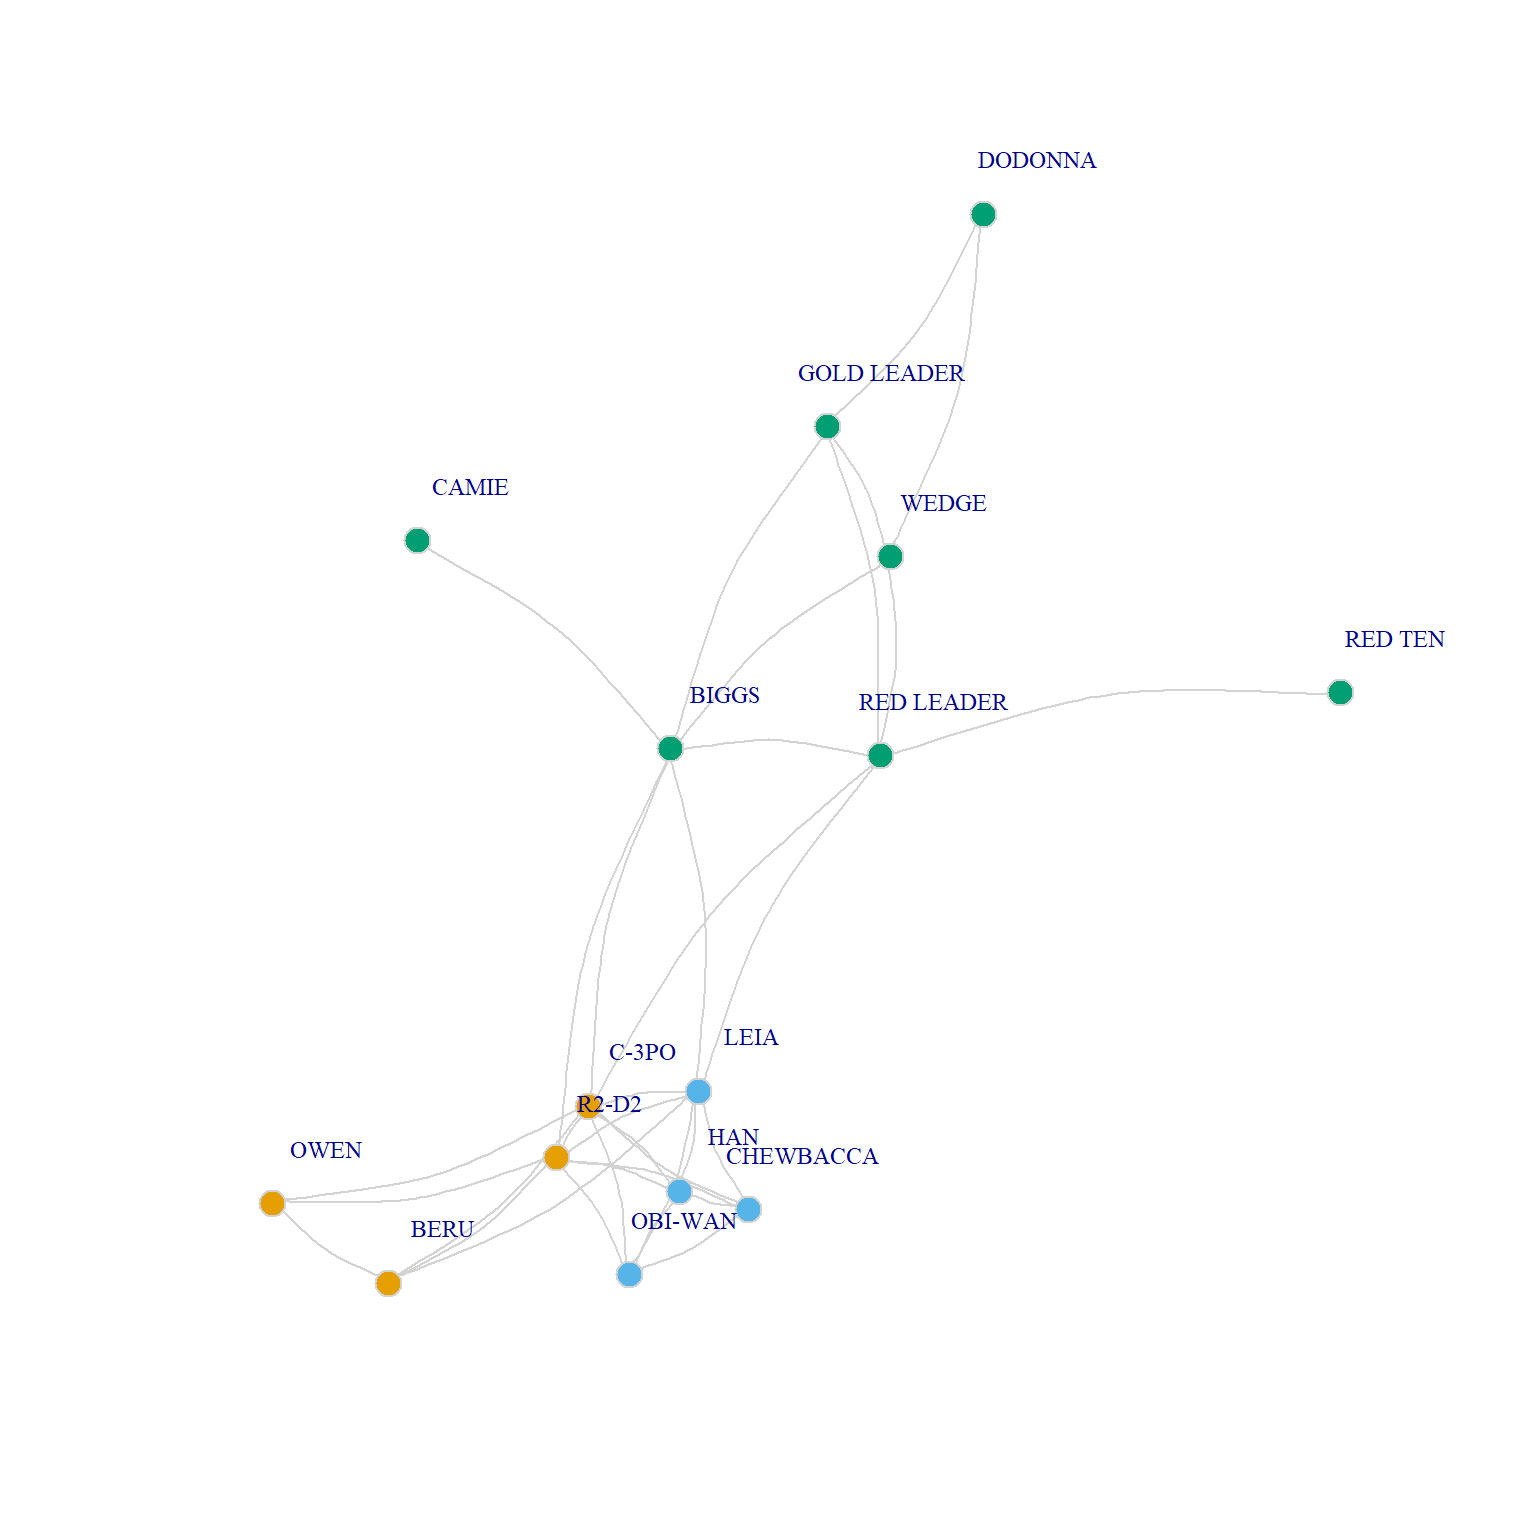 DODONNA
GOLD LEADER
CAMIE
WEDGE
RED TEN
BIGGS
RED LEADER
LEIA
C-3PO
R2-D2
HAN
OWEN
CHEWBACCA
OBI-WAN
BERU